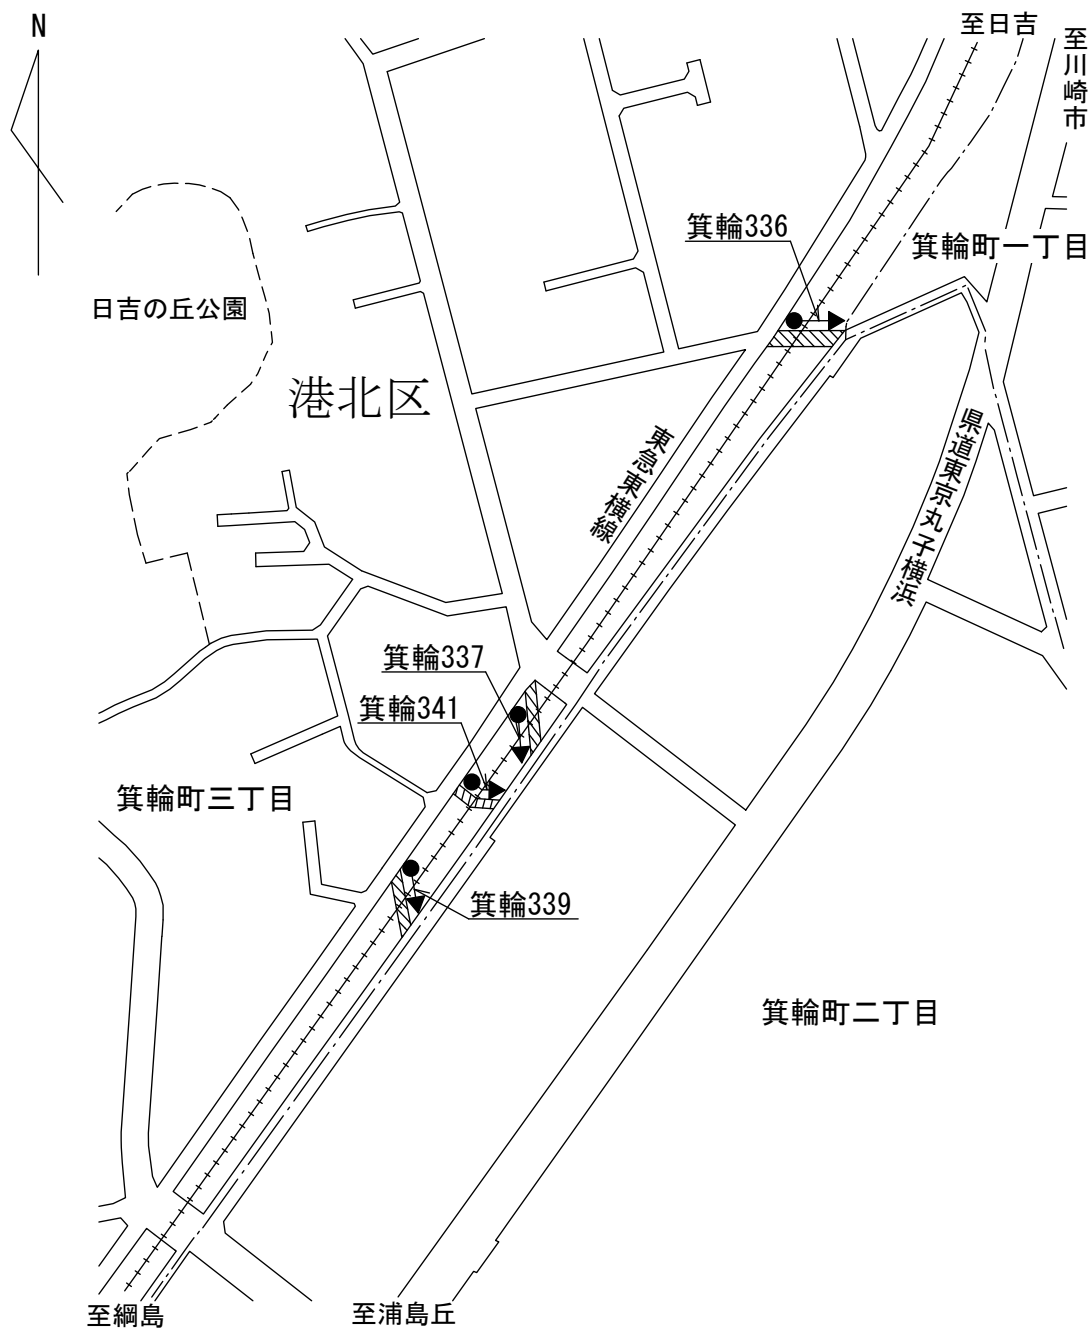 N
至日吉
至川崎市
箕輪336
箕輪町一丁目
日吉の丘公園
港北区
東急東横線
県道東京丸子横浜
箕輪337
箕輪341
箕輪町三丁目
箕輪339
箕輪町二丁目
至綱島
至浦島丘